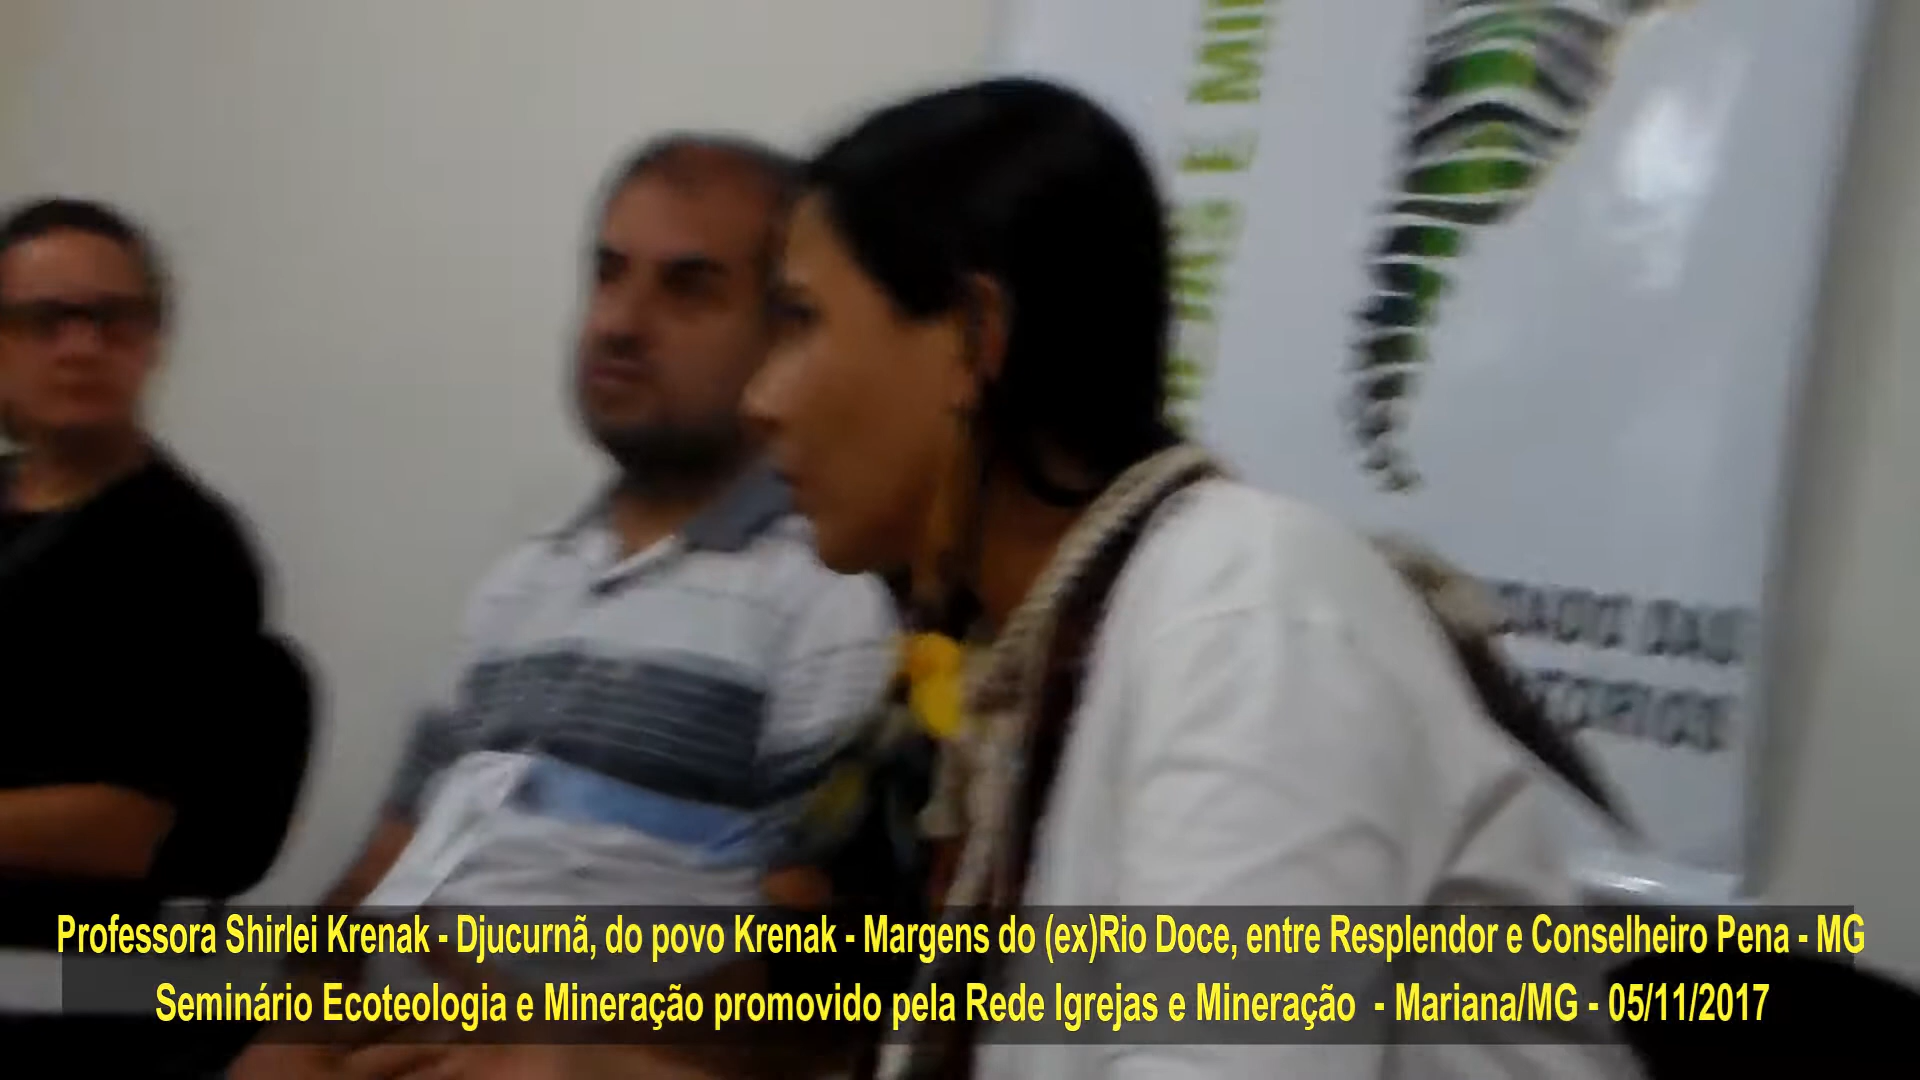 Professora Shirlei Krenak - Djucurnã, do povo Krenak - Margens do (ex)Rio Doce, entre Resplendor e Conselheiro Pena - MG
Seminário Ecoteologia e Mineração promovido pela Rede Igrejas e Mineração - Mariana/MG - 05/11/2017